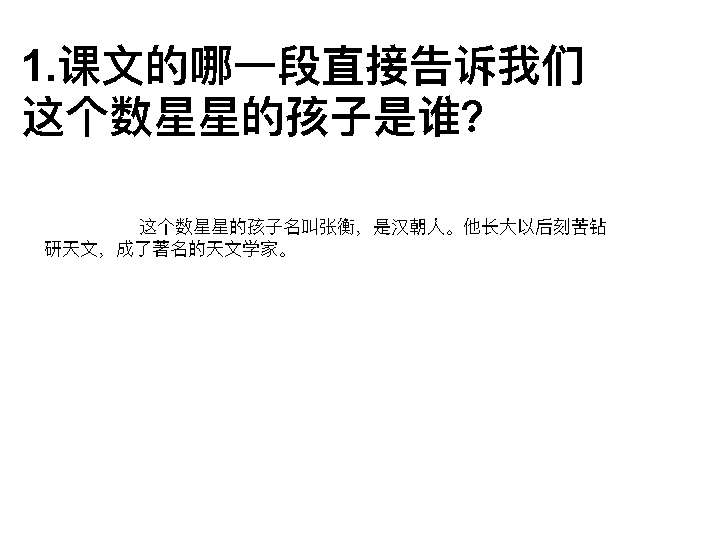 1.课文的哪一段直接告诉我们
这个数星星的孩子是谁?
这个数星星的孩子名叫张衡，是汉朝人。他长大以后刻苦钻
研天文，成了著名的天文学家。